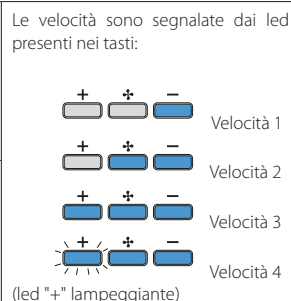 Le velocità sono segnalate dai led
presenti nei tasti:
+ –
Velocità 1
+ –
Velocità 2
+ –
Velocità 3
+ –
Velocità 4
(led "+" lampeggiante)